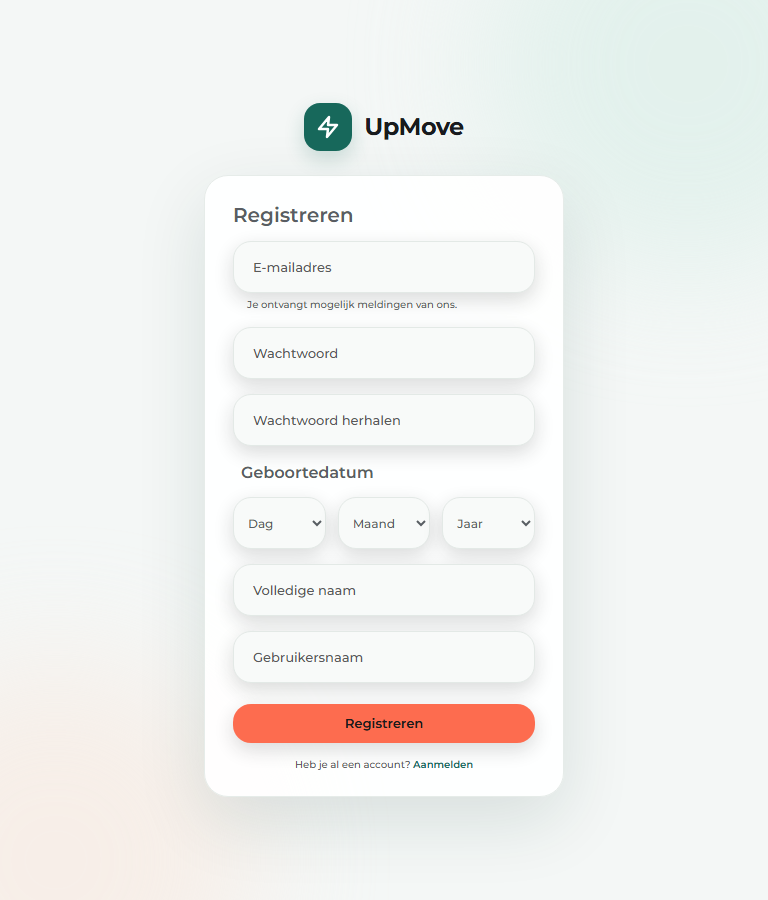 UpMove
Registreren
E-mailadres
Je ontvangt mogelijk meldingen van ons.
Wachtwoord
Wachtwoord herhalen
Geboortedatum
Dag Maand Jaar
Volledige naam
Gebruikersnaam
Registreren
Heb je al een account? Aanmelden